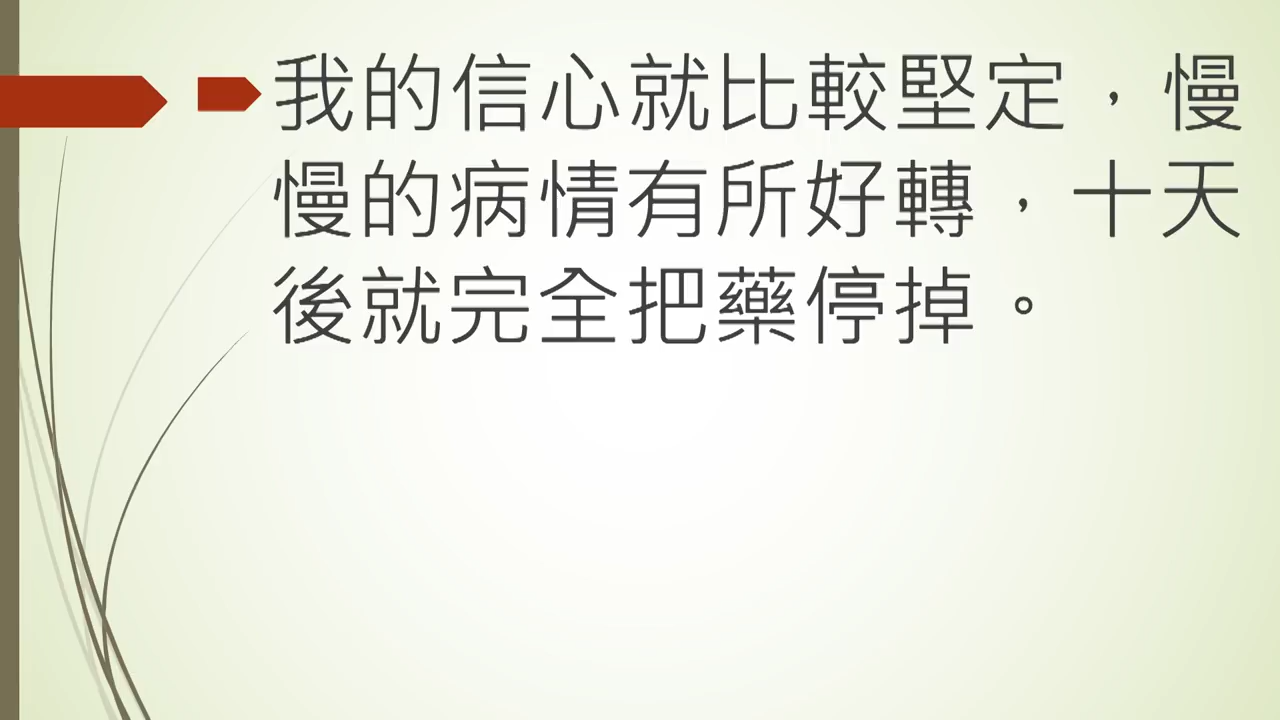 我的信心就比較堅定，慢
慢的病情有所好轉，十天
後就完全把藥停掉。